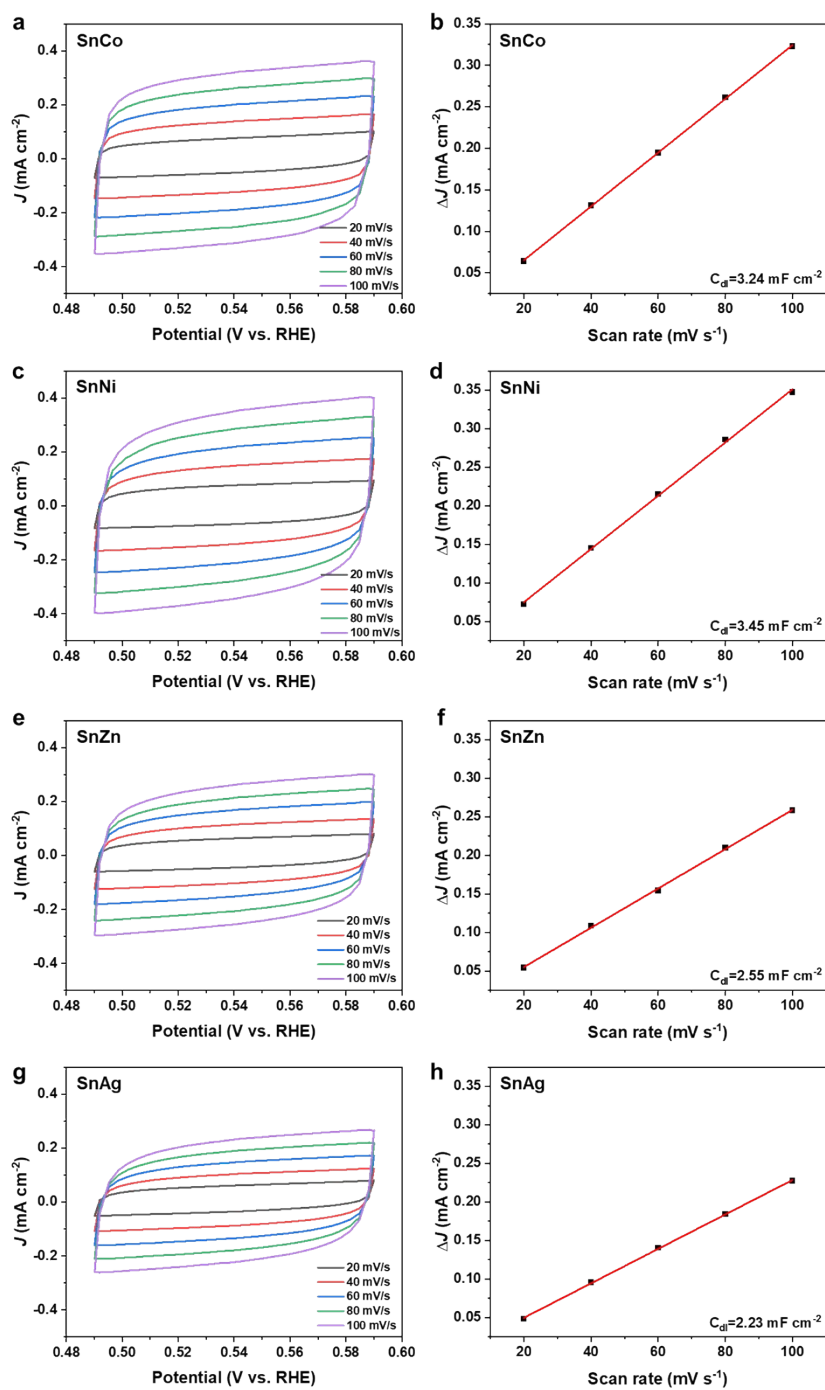 a
SnCo
0.4
0.2
0.0
-0.2
-0.4
J (mA cm⁻²)
20 mV/s
40 mV/s
60 mV/s
80 mV/s
100 mV/s
0.48 0.50 0.52 0.54 0.56 0.58 0.60
Potential (V vs. RHE)
b
SnCo
0.35
0.30
0.25
0.20
0.15
0.10
0.05
ΔJ (mA cm⁻²)
Cdl=3.24 mF cm⁻²
20 40 60 80 100
Scan rate (mV s⁻¹)
c
SnNi
0.4
0.2
0.0
-0.2
-0.4
J (mA cm⁻²)
20 mV/s
40 mV/s
60 mV/s
80 mV/s
100 mV/s
0.48 0.50 0.52 0.54 0.56 0.58 0.60
Potential (V vs. RHE)
d
SnNi
0.35
0.30
0.25
0.20
0.15
0.10
0.05
ΔJ (mA cm⁻²)
Cdl=3.45 mF cm⁻²
20 40 60 80 100
Scan rate (mV s⁻¹)
e
SnZn
0.4
0.2
0.0
-0.2
-0.4
J (mA cm⁻²)
20 mV/s
40 mV/s
60 mV/s
80 mV/s
100 mV/s
0.48 0.50 0.52 0.54 0.56 0.58 0.60
Potential (V vs. RHE)
f
SnZn
0.35
0.30
0.25
0.20
0.15
0.10
0.05
ΔJ (mA cm⁻²)
Cdl=2.55 mF cm⁻²
20 40 60 80 100
Scan rate (mV s⁻¹)
g
SnAg
0.4
0.2
0.0
-0.2
-0.4
J (mA cm⁻²)
20 mV/s
40 mV/s
60 mV/s
80 mV/s
100 mV/s
0.48 0.50 0.52 0.54 0.56 0.58 0.60
Potential (V vs. RHE)
h
SnAg
0.35
0.30
0.25
0.20
0.15
0.10
0.05
ΔJ (mA cm⁻²)
Cdl=2.23 mF cm⁻²
20 40 60 80 100
Scan rate (mV s⁻¹)